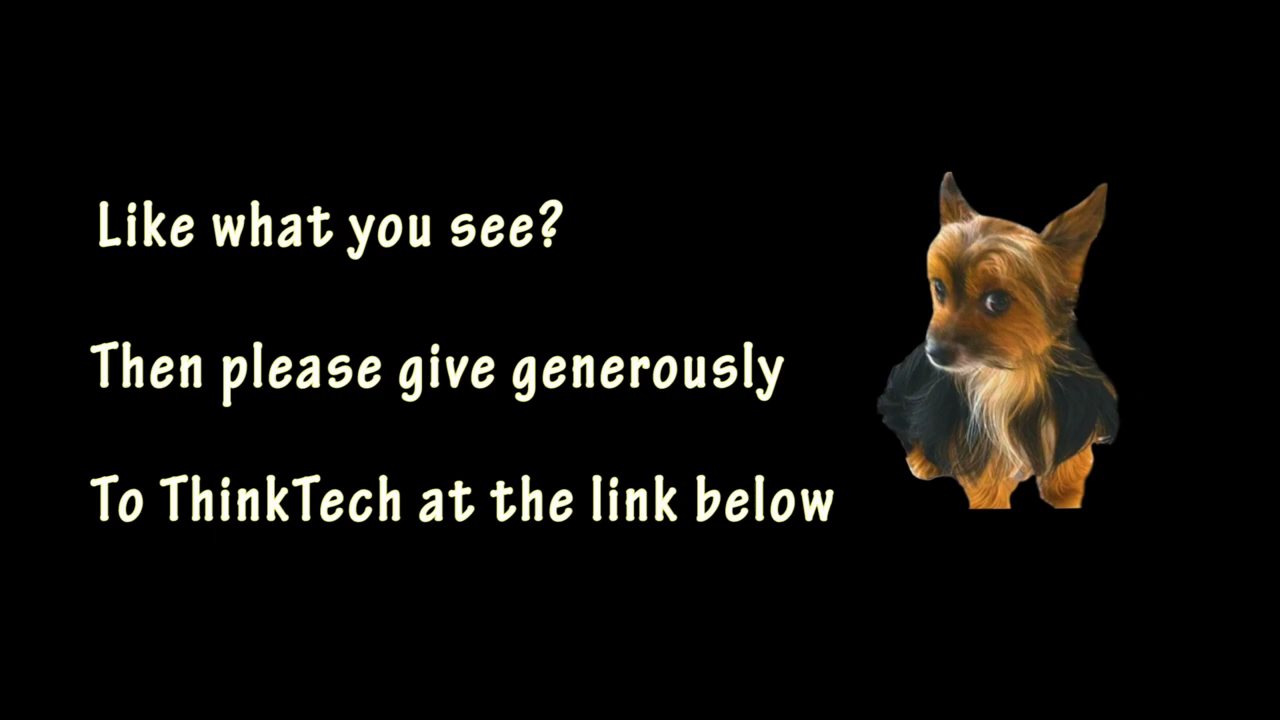 Like what you see?
Then please give generously
To ThinkTech at the link below